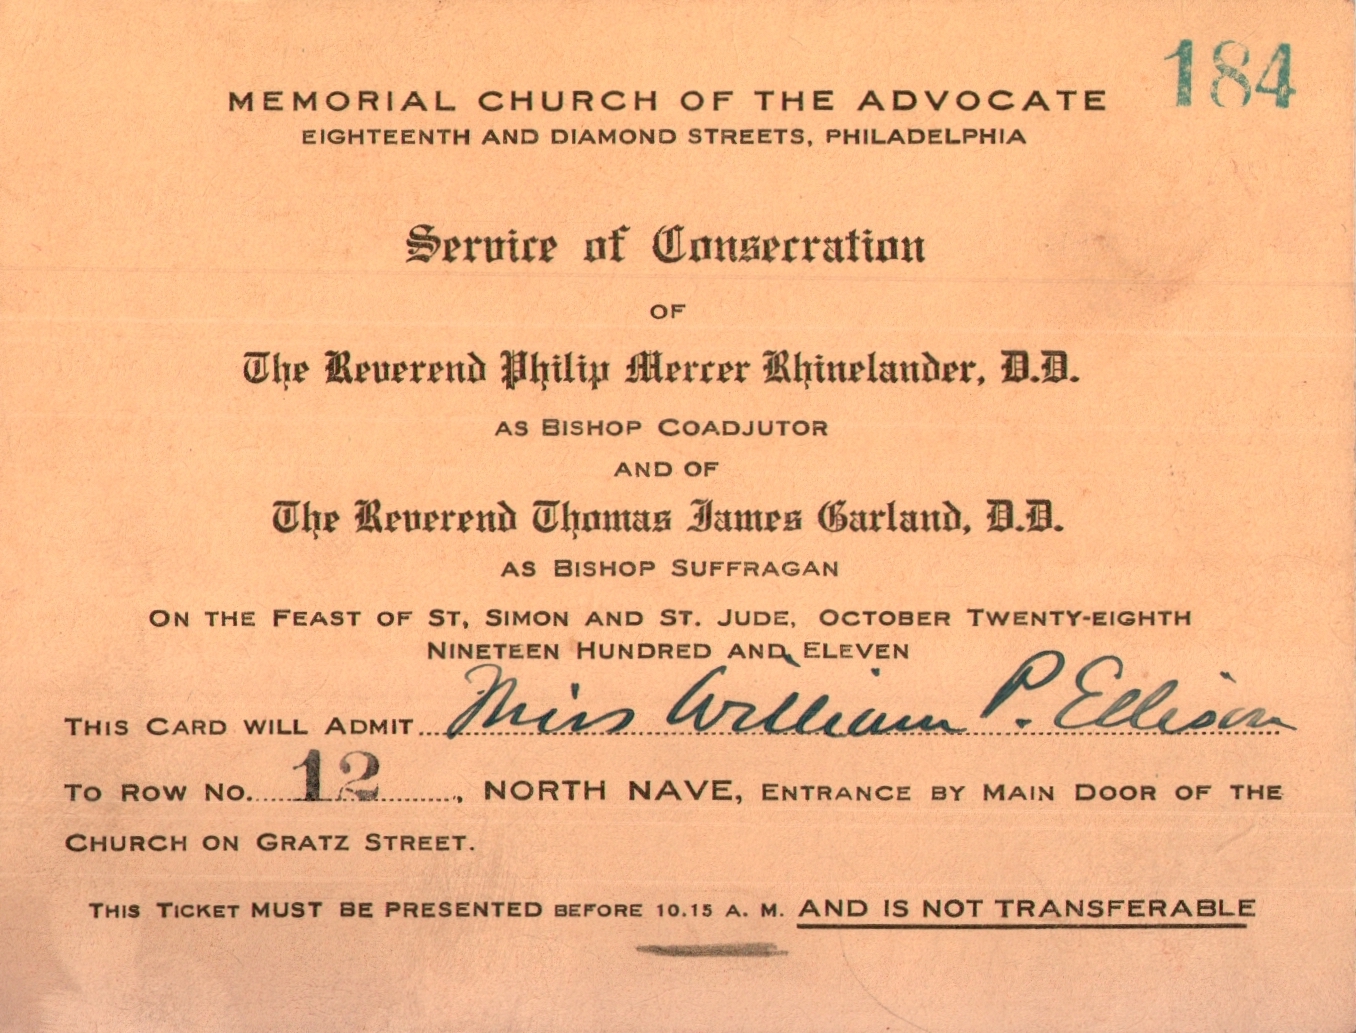 184
MEMORIAL CHURCH OF THE ADVOCATE
EIGHTEENTH AND DIAMOND STREETS, PHILADELPHIA
Service of Consecration
OF
The Reverend Philip Mercer Rhinelander, D.D.
AS BISHOP COADJUTOR
AND OF
The Reverend Thomas James Garland, D.D.
AS BISHOP SUFFRAGAN
ON THE FEAST OF ST, SIMON AND ST. JUDE, OCTOBER TWENTY-EIGHTH
NINETEEN HUNDRED AND ELEVEN
THIS CARD WILL ADMIT Miss William P. Ellison
TO ROW NO. 12, NORTH NAVE, ENTRANCE BY MAIN DOOR OF THE
CHURCH ON GRATZ STREET.
THIS TICKET MUST BE PRESENTED BEFORE 10.15 A. M. AND IS NOT TRANSFERABLE